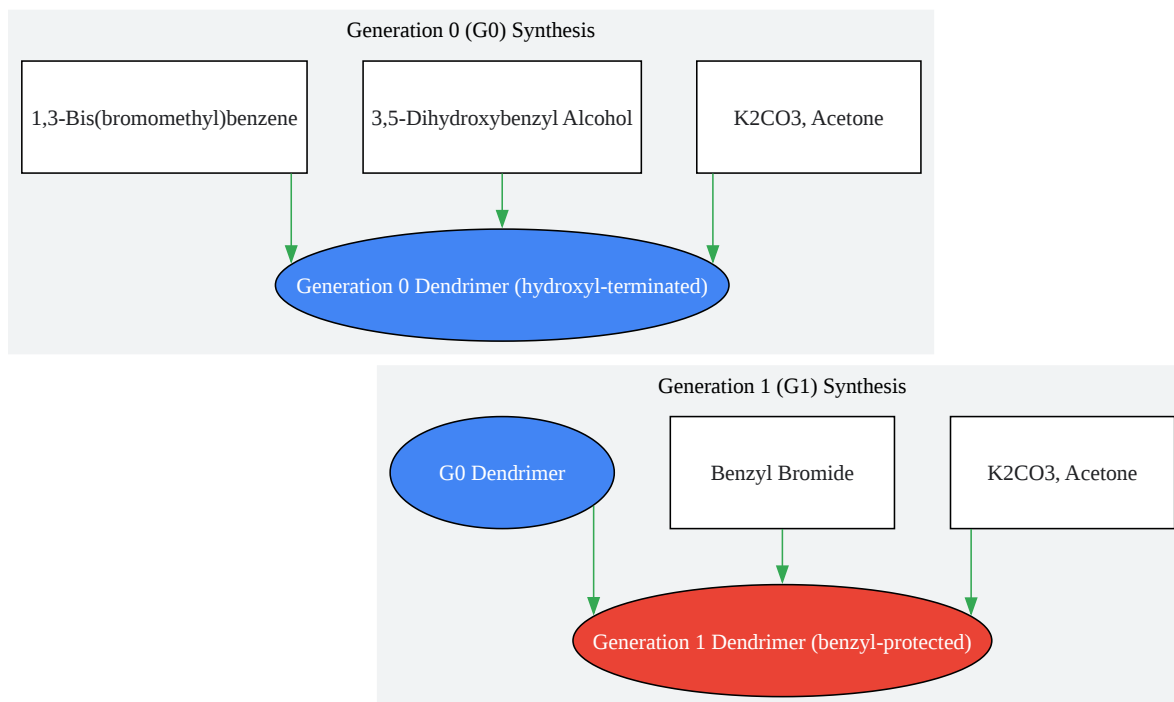 Generation 0 (G0) Synthesis
1,3-Bis(bromomethyl)benzene
3,5-Dihydroxybenzyl Alcohol
K2CO3, Acetone
Generation 0 Dendrimer (hydroxyl-terminated)
Generation 1 (G1) Synthesis
G0 Dendrimer
Benzyl Bromide
K2CO3, Acetone
Generation 1 Dendrimer (benzyl-protected)